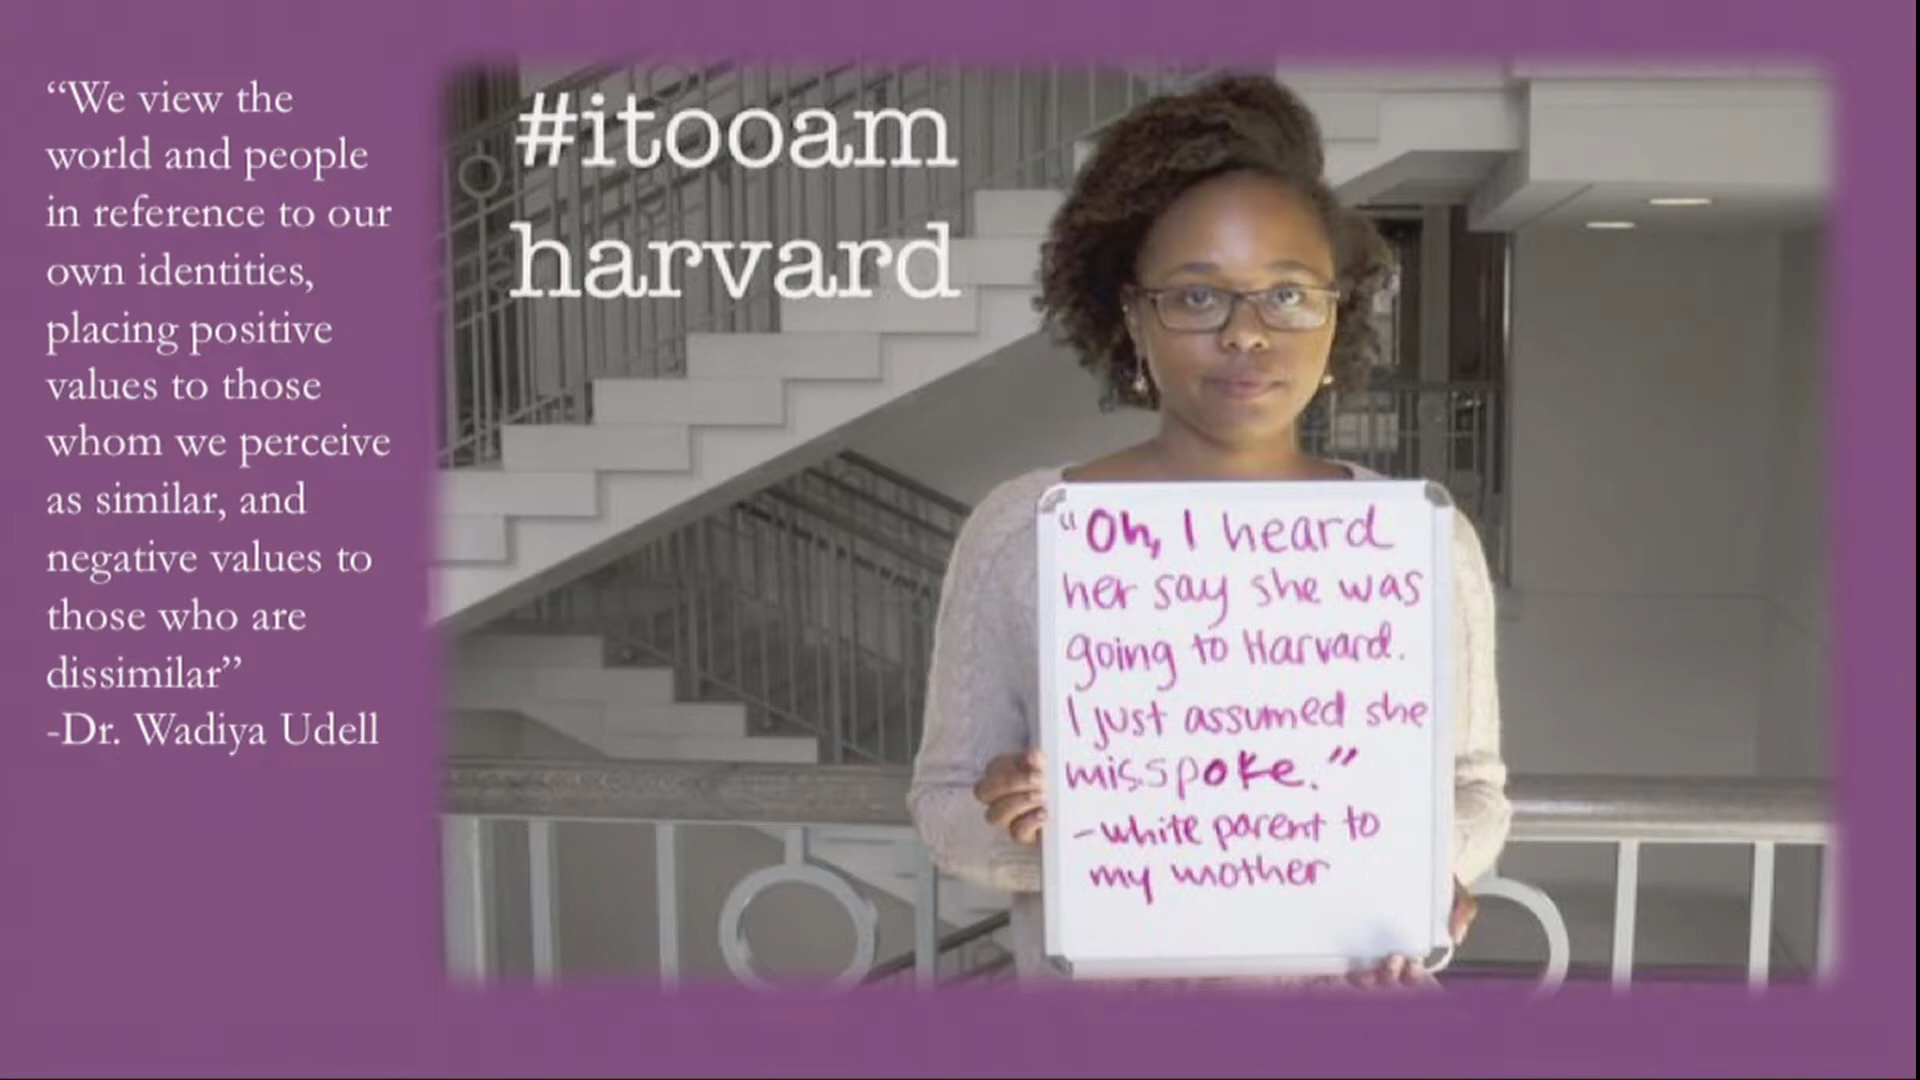 “We view the
world and people
in reference to our
own identities,
placing positive
values to those
whom we perceive
as similar, and
negative values to
those who are
dissimilar”
-Dr. Wadiya Udell
#itooam
harvard
“Oh, I heard
her say she was
going to Harvard.
I just assumed she
misspoke.”
-white parent to
my mother